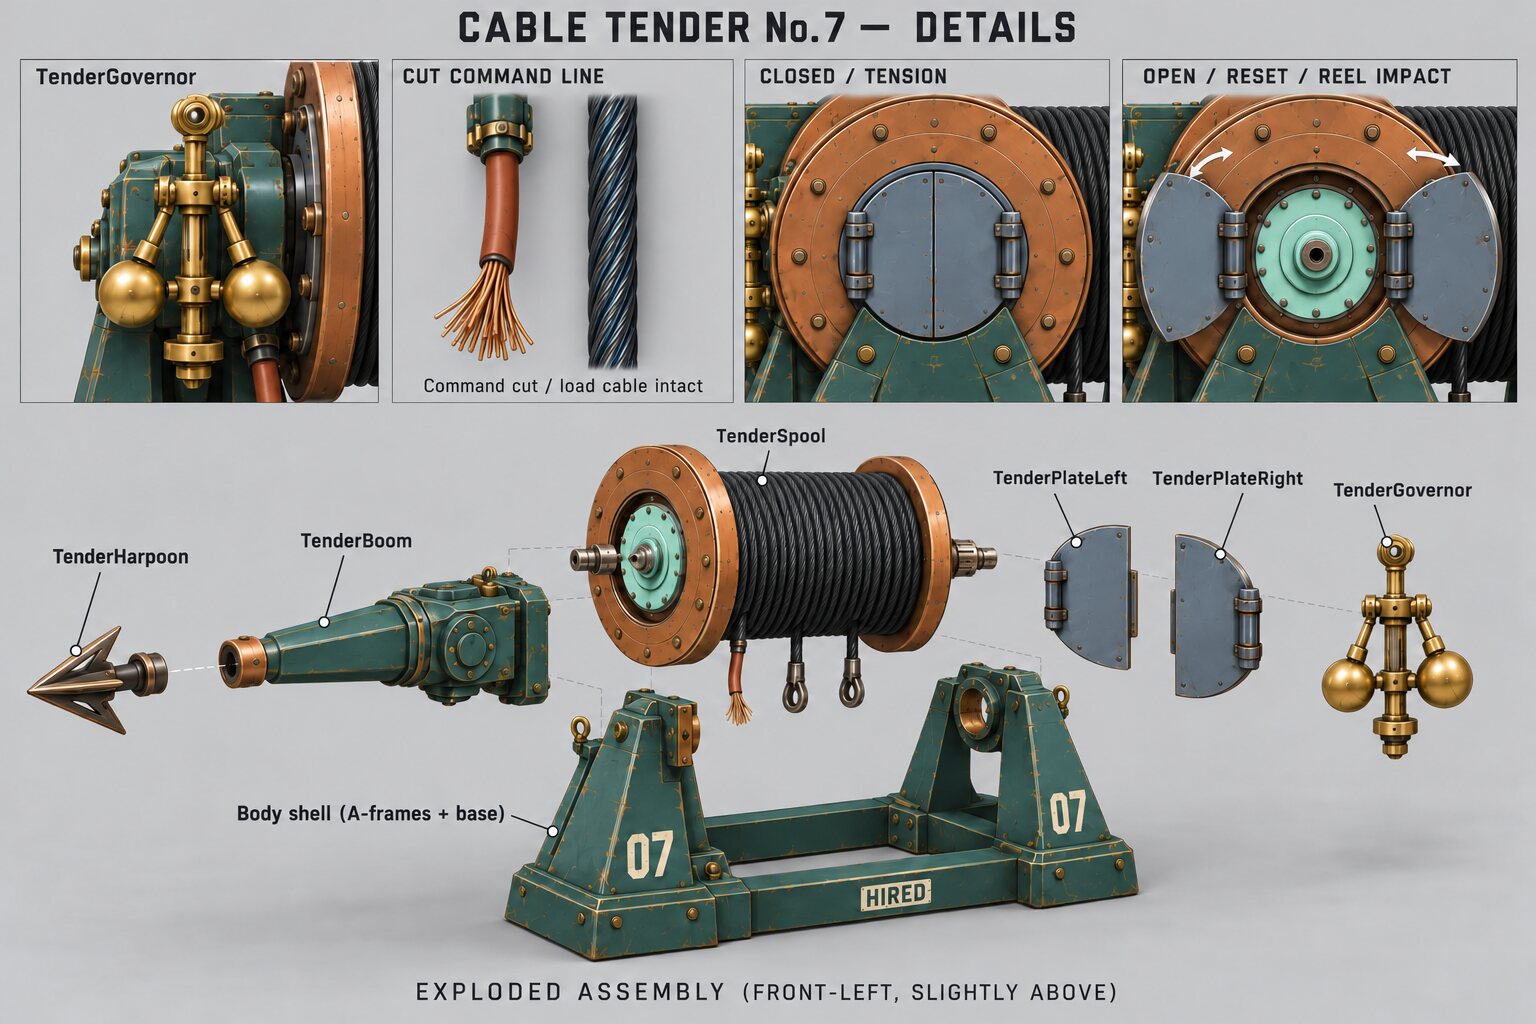 CABLE TENDER No.7 — DETAILS
TenderGovernor
CUT COMMAND LINE
Command cut / load cable intact
CLOSED / TENSION
OPEN / RESET / REEL IMPACT
TenderSpool
TenderPlateLeft
TenderPlateRight
TenderGovernor
TenderBoom
TenderHarpoon
Body shell (A-frames + base)
07
07
HIRED
EXPLODED ASSEMBLY (FRONT-LEFT, SLIGHTLY ABOVE)